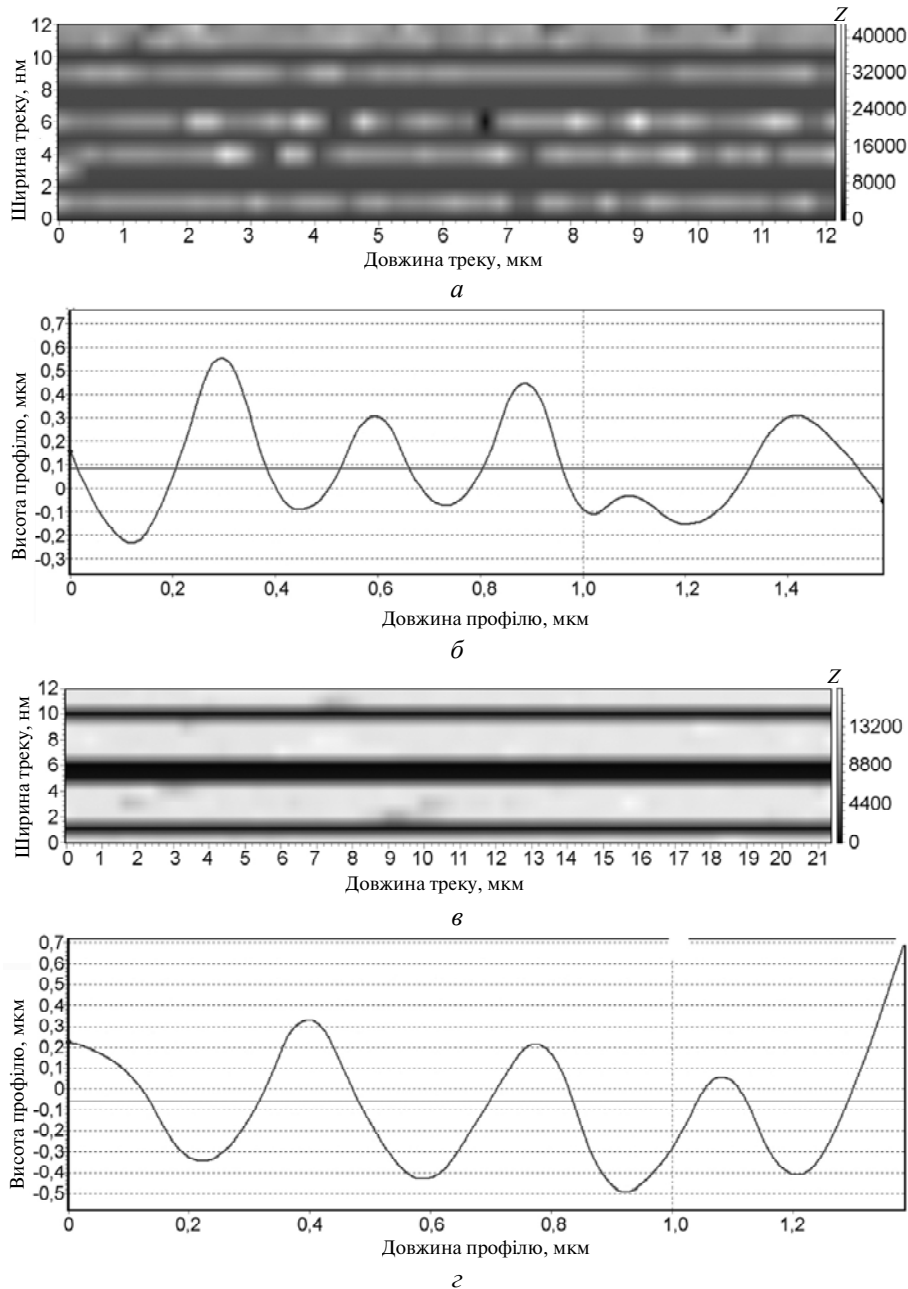 Z
Ширина треку, нм
12
10
8
6
4
2
0
40000
32000
24000
16000
8000
0
0 1 2 3 4 5 6 7 8 9 10 11 12
Довжина треку, мкм
а
Висота профілю, мкм
0,7
0,6
0,5
0,4
0,3
0,2
0,1
0
-0,1
-0,2
-0,3
0 0,2 0,4 0,6 0,8 1,0 1,2 1,4
Довжина профілю, мкм
б
Z
Ширина треку, нм
12
10
8
6
4
2
0
13200
8800
4400
0
0 1 2 3 4 5 6 7 8 9 10 11 12 13 14 15 16 17 18 19 20 21
Довжина треку, мкм
в
Висота профілю, мкм
0,7
0,6
0,5
0,4
0,3
0,2
0,1
0
-0,1
-0,2
-0,3
-0,4
-0,5
0 0,2 0,4 0,6 0,8 1,0 1,2
Довжина профілю, мкм
г